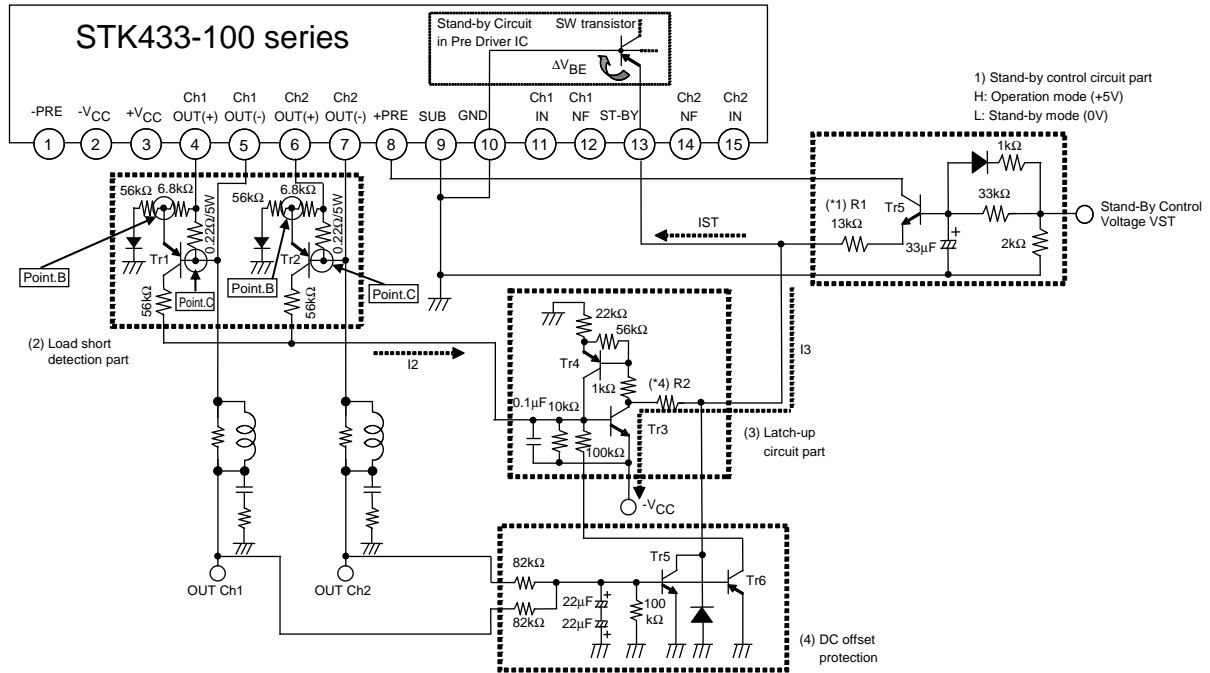 STK433-100 series
Stand-by Circuit
in Pre Driver IC
SW transistor
ΔVBE
-PRE
-VCC
+VCC
Ch1
OUT(+)
Ch1
OUT(-)
Ch2
OUT(+)
Ch2
OUT(-)
+PRE
SUB
GND
Ch1
IN
Ch1
NF
ST-BY
Ch2
NF
Ch2
IN
1
2
3
4
5
6
7
8
9
10
11
12
13
14
15
1) Stand-by control circuit part
H: Operation mode (+5V)
L: Stand-by mode (0V)
1kΩ
33kΩ
2kΩ
Tr5
(*1) R1
13kΩ
33μF
+
Stand-By Control
Voltage VST
IST
56kΩ
6.8kΩ
0.22Ω/5W
Tr1
56kΩ
Point.B
Point.C
56kΩ
6.8kΩ
0.22Ω/5W
Tr2
56kΩ
Point.B
Point.C
(2) Load short
detection part
I2
22kΩ
56kΩ
Tr4
1kΩ
(*4) R2
0.1μF
10kΩ
100kΩ
Tr3
-VCC
I3
(3) Latch-up
circuit part
OUT Ch1
OUT Ch2
82kΩ
82kΩ
22μF
+
22μF
+
100
kΩ
Tr5
Tr6
(4) DC offset
protection